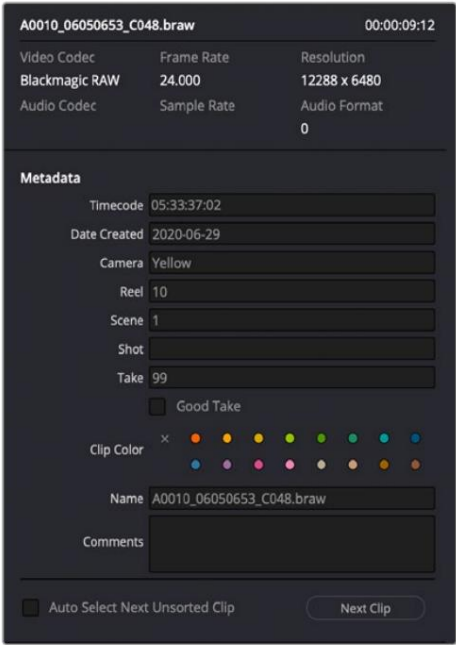 A0010_06050653_C048.braw 00:00:09:12
Video Codec Frame Rate Resolution
Blackmagic RAW 24.000 12288 x 6480
Audio Codec Sample Rate Audio Format
0
Metadata
Timecode 05:33:37:02
Date Created 2020-06-29
Camera Yellow
Reel 10
Scene 1
Shot
Take 99
Good Take
Clip Color
Name A0010_06050653_C048.braw
Comments
Auto Select Next Unsorted Clip Next Clip